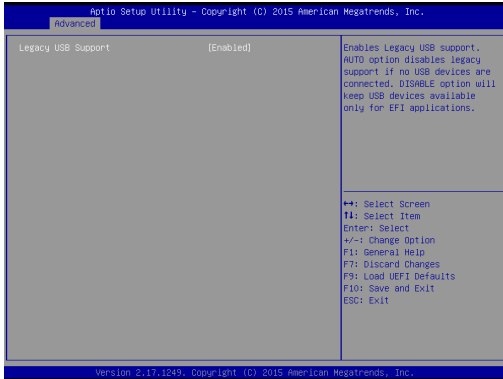 Aptio Setup Utility - Copyright (C) 2015 American Megatrends, Inc.
Advanced
Legacy USB Support [Enabled]
Enables Legacy USB support.
AUTO option disables legacy
support if no USB devices are
connected. DISABLE option will
keep USB devices available
only for EFI applications.
↔: Select Screen
↑↓: Select Item
Enter: Select
+/-: Change Option
F1: General Help
F7: Discard Changes
F9: Load UEFI Defaults
F10: Save and Exit
ESC: Exit
Version 2.17.1249. Copyright (C) 2015 American Megatrends, Inc.